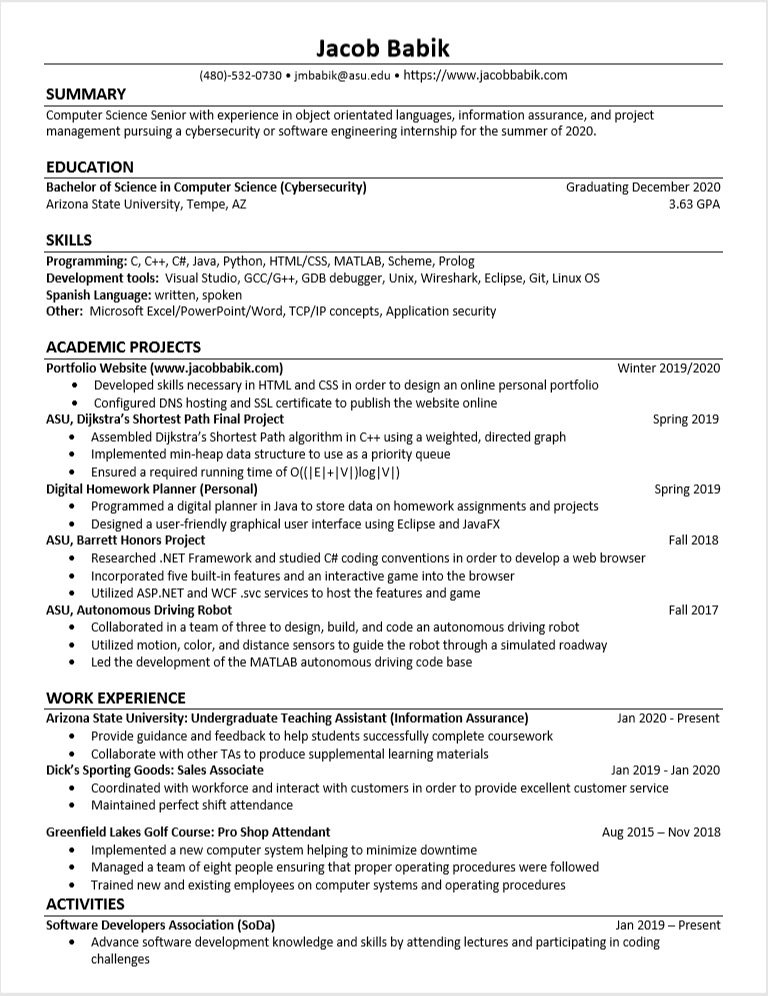 Jacob Babik
(480)-532-0730 • jmbabik@asu.edu • https://www.jacobbabik.com
SUMMARY
Computer Science Senior with experience in object orientated languages, information assurance, and project
management pursuing a cybersecurity or software engineering internship for the summer of 2020.
EDUCATION
Bachelor of Science in Computer Science (Cybersecurity) Graduating December 2020
Arizona State University, Tempe, AZ 3.63 GPA
SKILLS
Programming: C, C++, C#, Java, Python, HTML/CSS, MATLAB, Scheme, Prolog
Development tools: Visual Studio, GCC/G++, GDB debugger, Unix, Wireshark, Eclipse, Git, Linux OS
Spanish Language: written, spoken
Other: Microsoft Excel/PowerPoint/Word, TCP/IP concepts, Application security
ACADEMIC PROJECTS
Portfolio Website (www.jacobbabik.com) Winter 2019/2020
• Developed skills necessary in HTML and CSS in order to design an online personal portfolio
• Configured DNS hosting and SSL certificate to publish the website online
ASU, Dijkstra’s Shortest Path Final Project Spring 2019
• Assembled Dijkstra’s Shortest Path algorithm in C++ using a weighted, directed graph
• Implemented min-heap data structure to use as a priority queue
• Ensured a required running time of O((|E|+|V|)log|V|)
Digital Homework Planner (Personal) Spring 2019
• Programmed a digital planner in Java to store data on homework assignments and projects
• Designed a user-friendly graphical user interface using Eclipse and JavaFX
ASU, Barrett Honors Project Fall 2018
• Researched .NET Framework and studied C# coding conventions in order to develop a web browser
• Incorporated five built-in features and an interactive game into the browser
• Utilized ASP.NET and WCF .svc services to host the features and game
ASU, Autonomous Driving Robot Fall 2017
• Collaborated in a team of three to design, build, and code an autonomous driving robot
• Utilized motion, color, and distance sensors to guide the robot through a simulated roadway
• Led the development of the MATLAB autonomous driving code base
WORK EXPERIENCE
Arizona State University: Undergraduate Teaching Assistant (Information Assurance) Jan 2020 - Present
• Provide guidance and feedback to help students successfully complete coursework
• Collaborate with other TAs to produce supplemental learning materials
Dick’s Sporting Goods: Sales Associate Jan 2019 - Jan 2020
• Coordinated with workforce and interact with customers in order to provide excellent customer service
• Maintained perfect shift attendance
Greenfield Lakes Golf Course: Pro Shop Attendant Aug 2015 – Nov 2018
• Implemented a new computer system helping to minimize downtime
• Managed a team of eight people ensuring that proper operating procedures were followed
• Trained new and existing employees on computer systems and operating procedures
ACTIVITIES
Software Developers Association (SoDa) Jan 2019 – Present
• Advance software development knowledge and skills by attending lectures and participating in coding
challenges